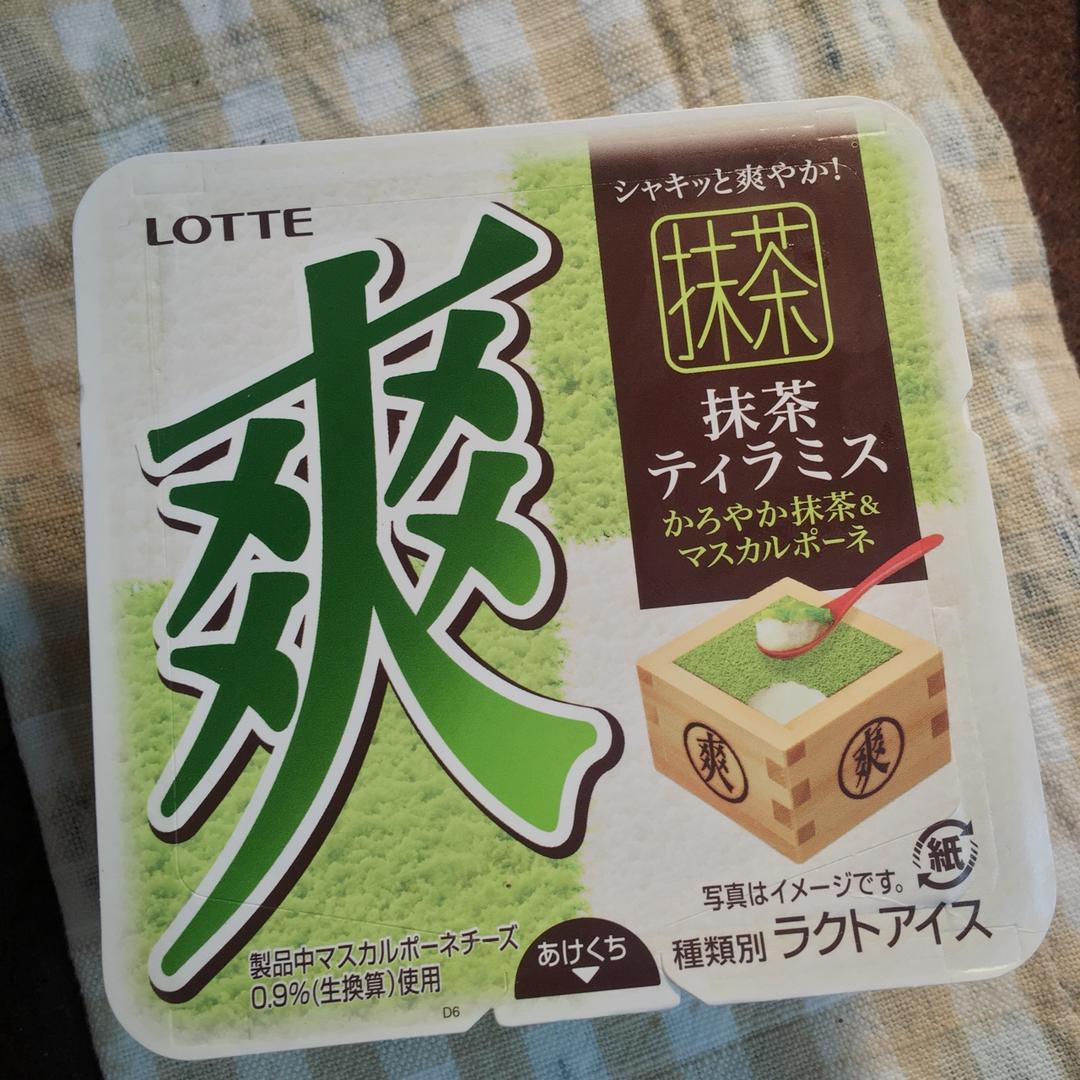 LOTTE
爽
シャキッと爽やか!
抹茶
抹茶
ティラミス
かろやか抹茶&
マスカルポーネ
爽
爽
紙
写真はイメージです。
種類別 ラクトアイス
あけくち
製品中マスカルポーネチーズ
0.9%(生換算)使用
D6